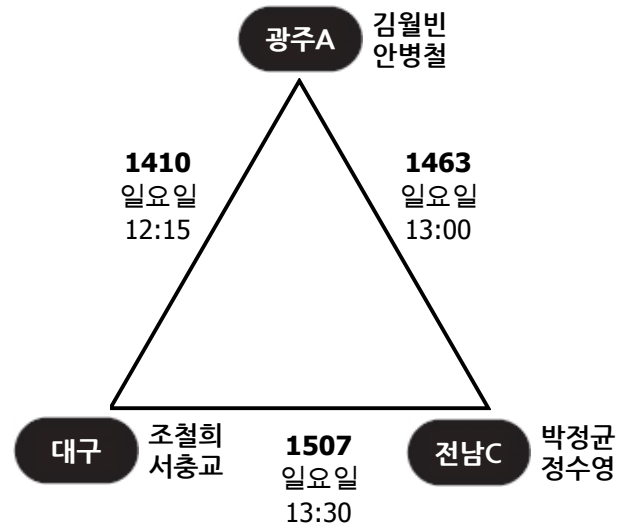 광주A
김월빈
안병철
1410
일요일
12:15
1463
일요일
13:00
대구
조철희
서충교
1507
일요일
13:30
전남C
박정균
정수영